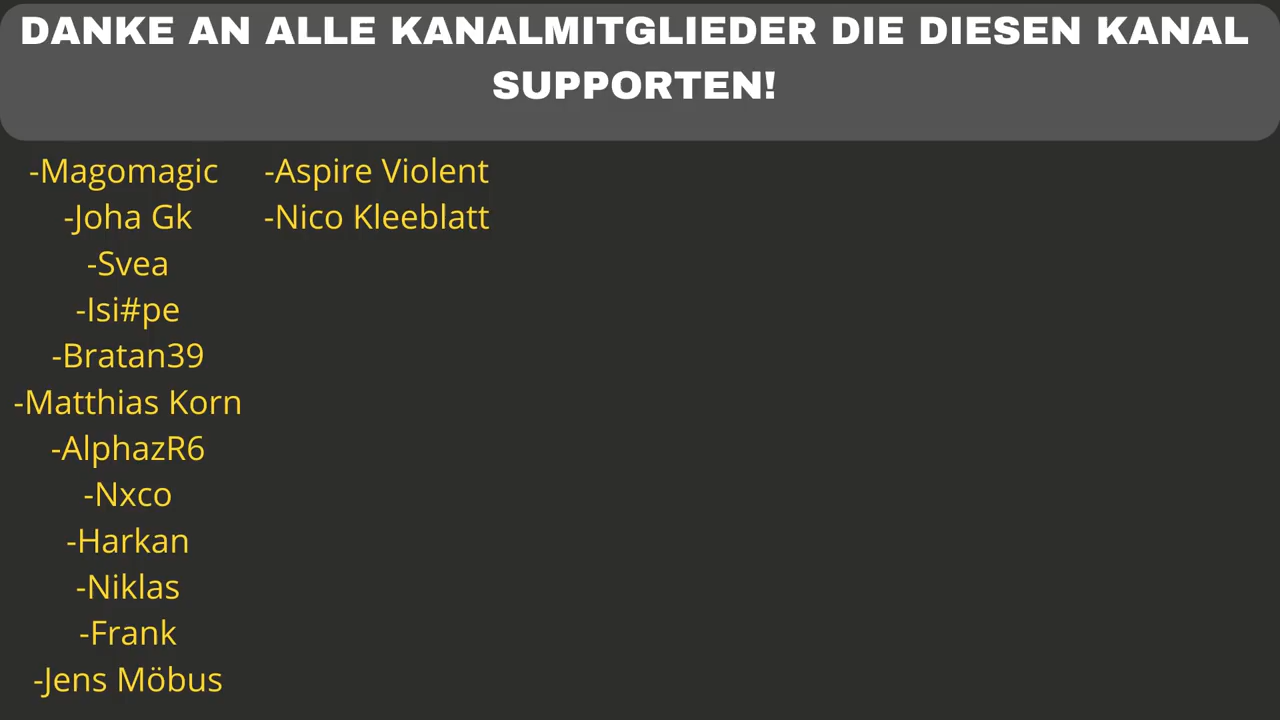 DANKE AN ALLE KANALMITGLIEDER DIE DIESEN KANAL
SUPPORTEN!
-Magomagic
-Joha Gk
-Svea
-Isi#pe
-Bratan39
-Matthias Korn
-AlphazR6
-Nxco
-Harkan
-Niklas
-Frank
-Jens Möbus
-Aspire Violent
-Nico Kleeblatt